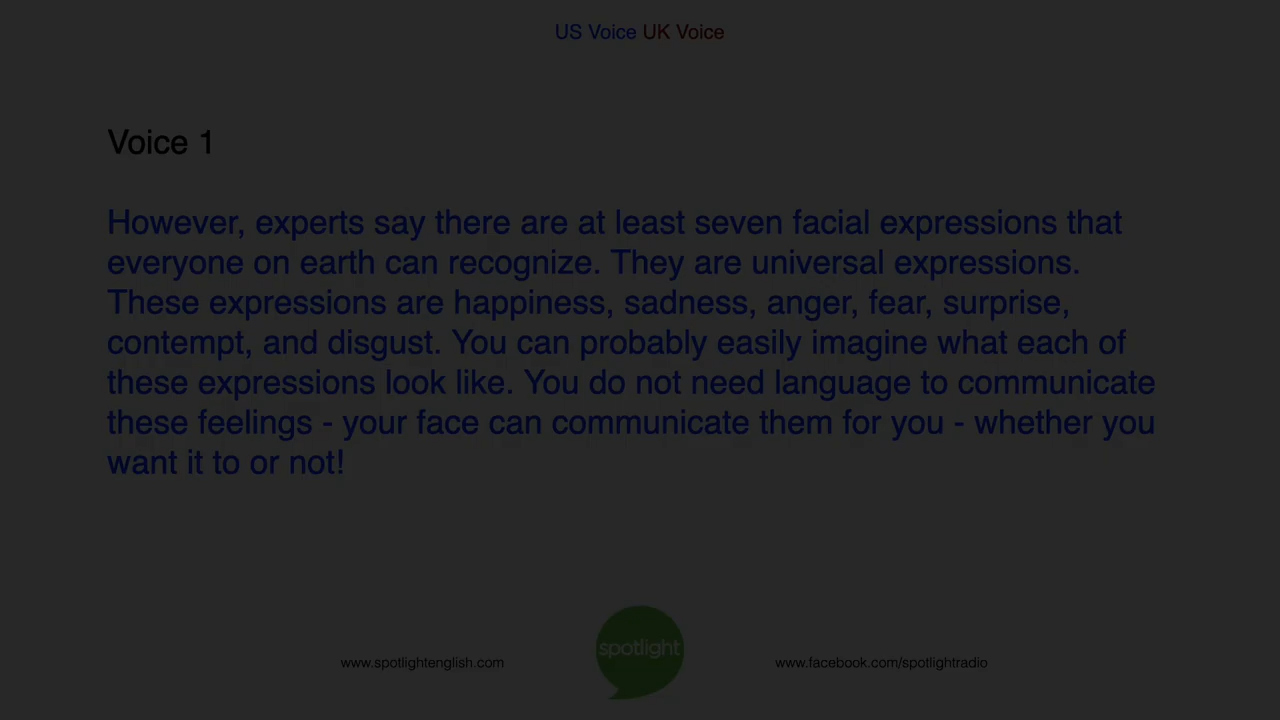 US Voice UK Voice
Voice 1
However, experts say there are at least seven facial expressions that
everyone on earth can recognize. They are universal expressions.
These expressions are happiness, sadness, anger, fear, surprise,
contempt, and disgust. You can probably easily imagine what each of
these expressions look like. You do not need language to communicate
these feelings - your face can communicate them for you - whether you
want it to or not!
spotlight
www.spotlightenglish.com
www.facebook.com/spotlightradio